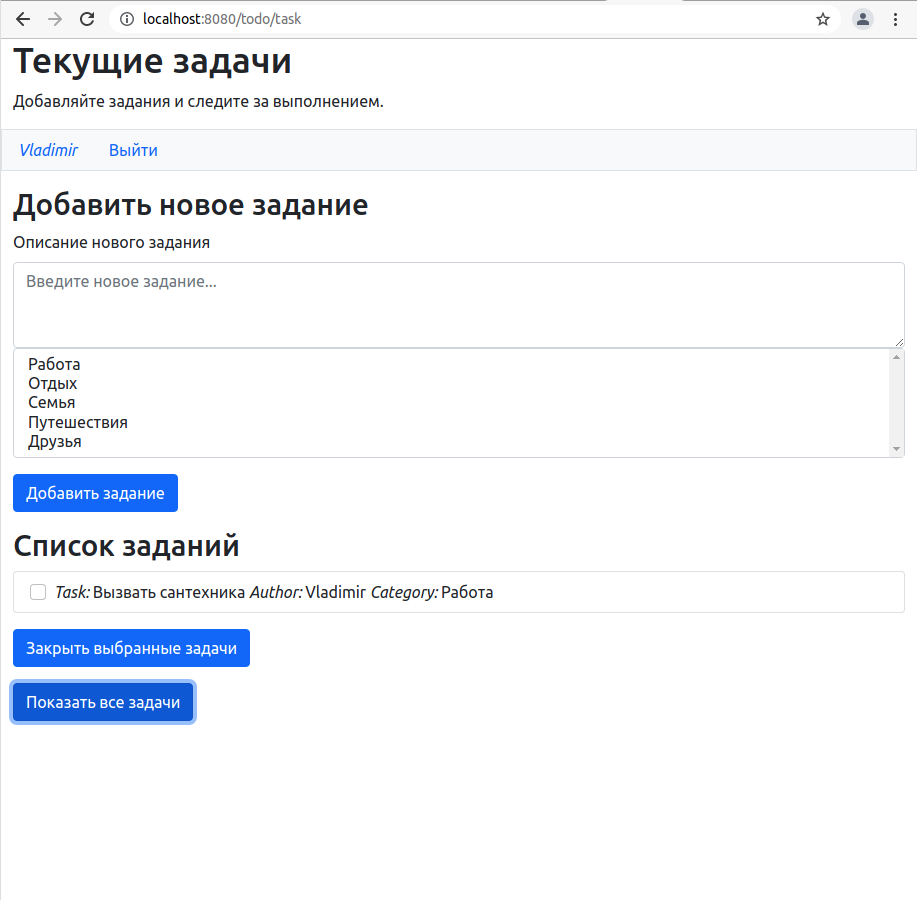 localhost:8080/todo/task
Текущие задачи
Добавляйте задания и следите за выполнением.
Vladimir Выйти
Добавить новое задание
Описание нового задания
Введите новое задание...
Работа
Отдых
Семья
Путешествия
Друзья
Добавить задание
Список заданий
Task: Вызвать сантехника Author: Vladimir Category: Работа
Закрыть выбранные задачи
Показать все задачи